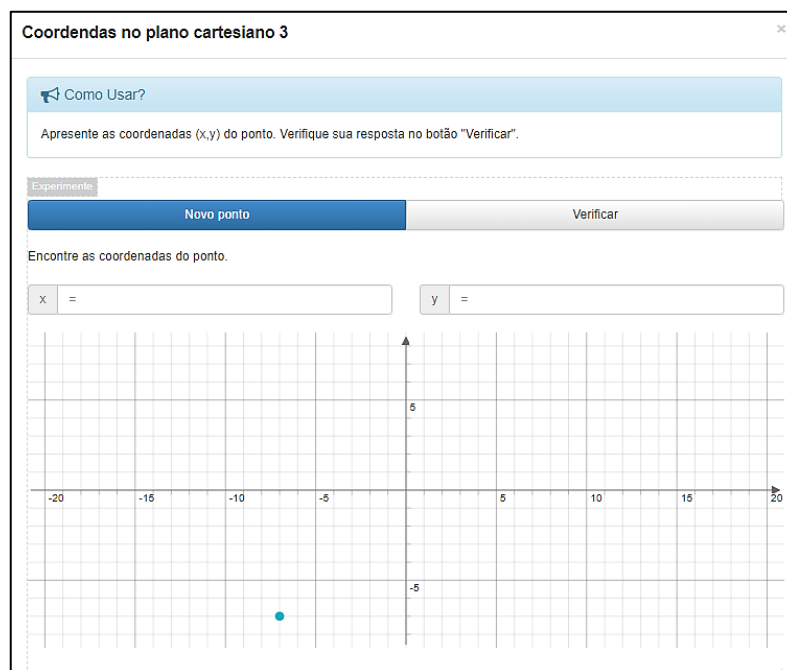 Coordendas no plano cartesiano 3
×
Como Usar?
Apresente as coordenadas (x,y) do ponto. Verifique sua resposta no botão "Verificar".
Experimente
Novo ponto
Verificar
Encontre as coordenadas do ponto.
x =
y =
5
-20 -15 -10 -5 5 10 15 20
-5